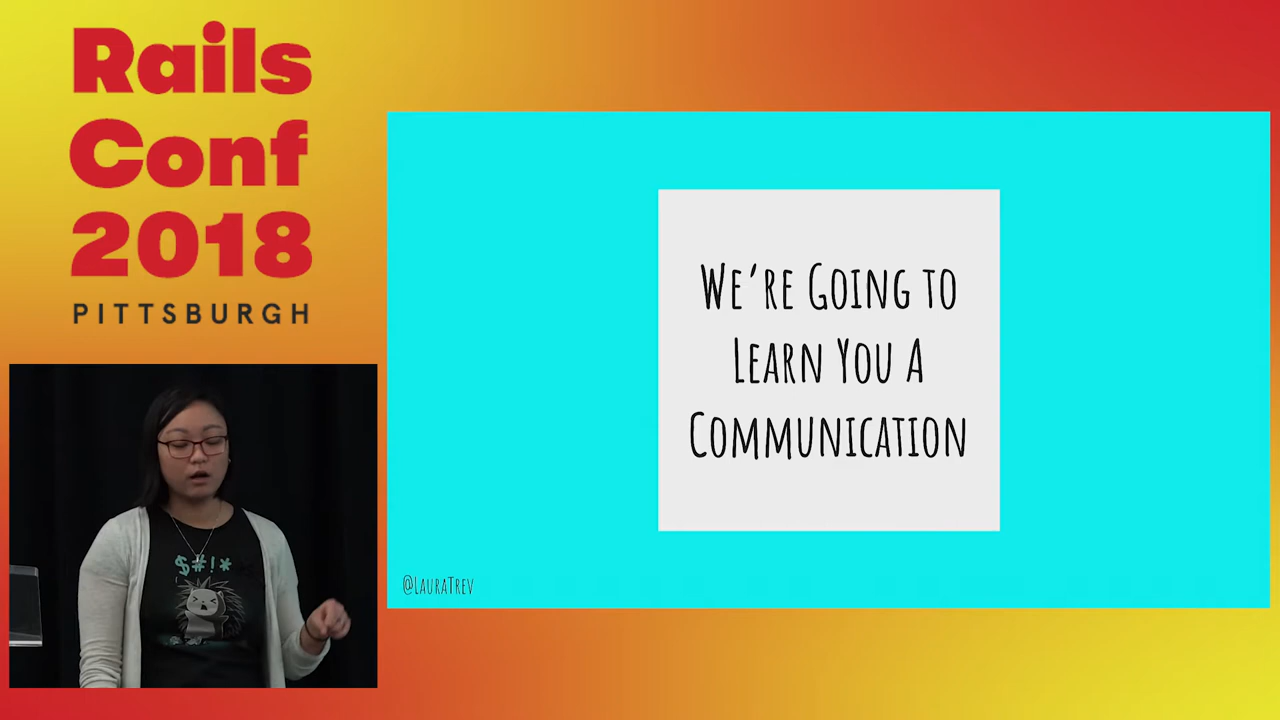 Rails
Conf
2018
PITTSBURGH
We're Going to
Learn You A
Communication
@LauraTrev
$#!*